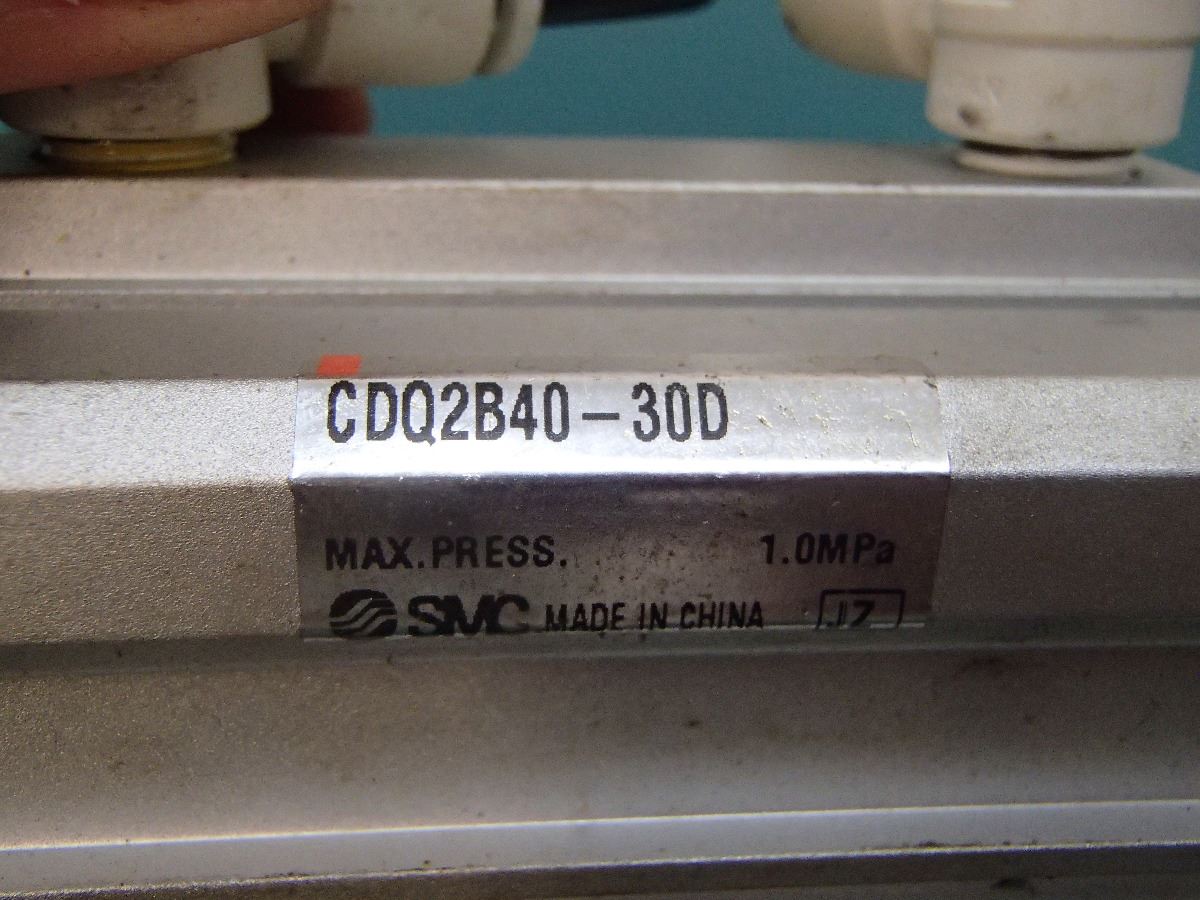 CDQ2B40-30D
MAX.PRESS. 1.0MPa
SMC MADE IN CHINA JZ